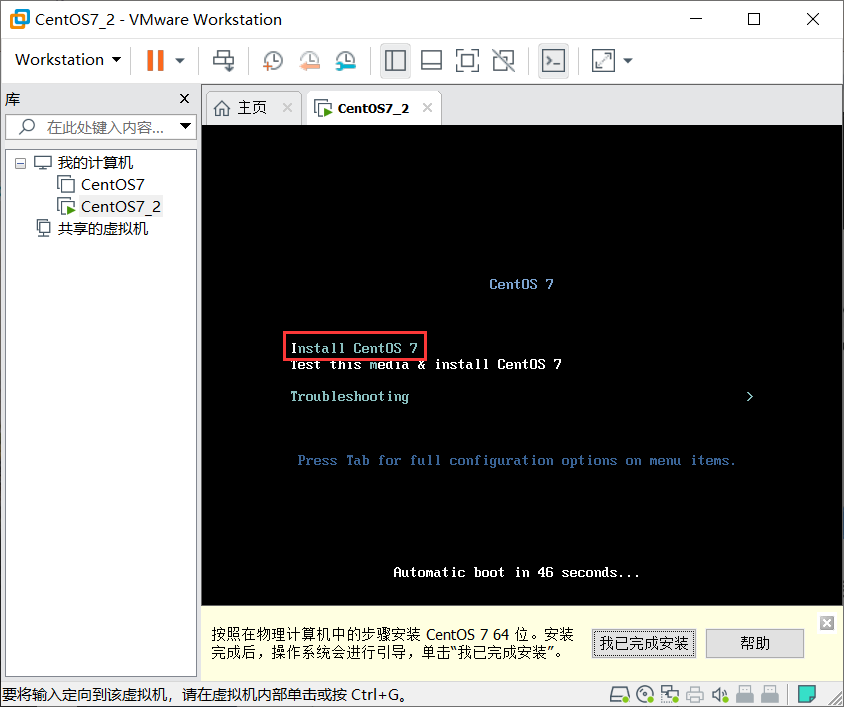 CentOS7_2 - VMware Workstation
Workstation
库
主页
CentOS7_2
在此处键入内容...
我的计算机
CentOS7
CentOS7_2
共享的虚拟机
CentOS 7
Install CentOS 7
Test this media & install CentOS 7
Troubleshooting
Press Tab for full configuration options on menu items.
Automatic boot in 46 seconds...
按照在物理计算机中的步骤安装 CentOS 7 64 位。安装
完成后，操作系统会进行引导，单击“我已完成安装”。
我已完成安装
帮助
要将输入定向到该虚拟机，请在虚拟机内部单击或按 Ctrl+G。